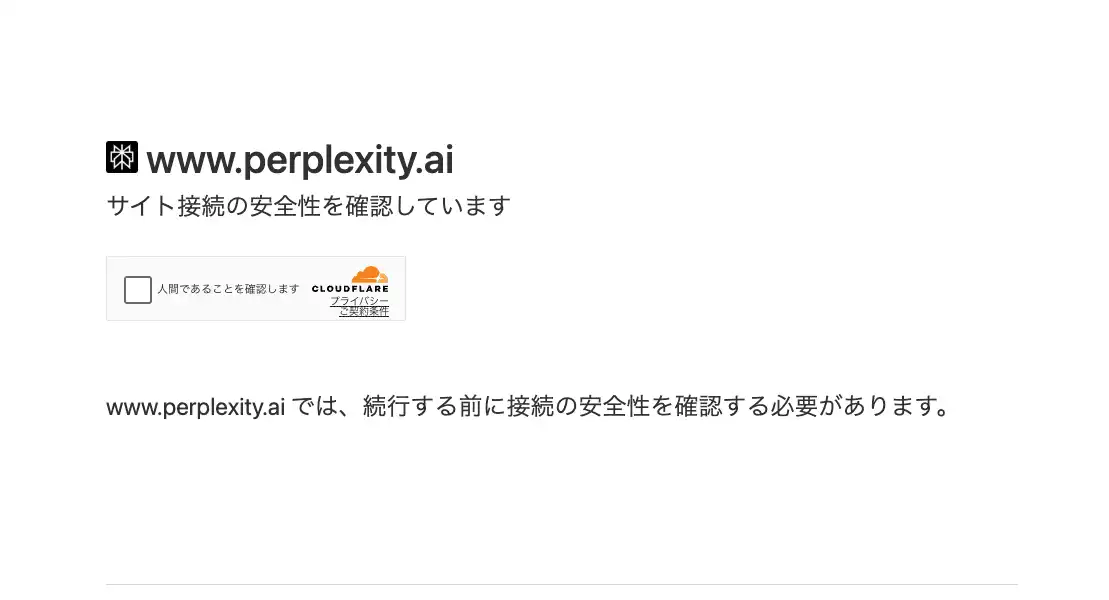 www.perplexity.ai
サイト接続の安全性を確認しています
人間であることを確認します
CLOUDFLARE
プライバシー
ご契約条件
www.perplexity.ai では、続行する前に接続の安全性を確認する必要があります。